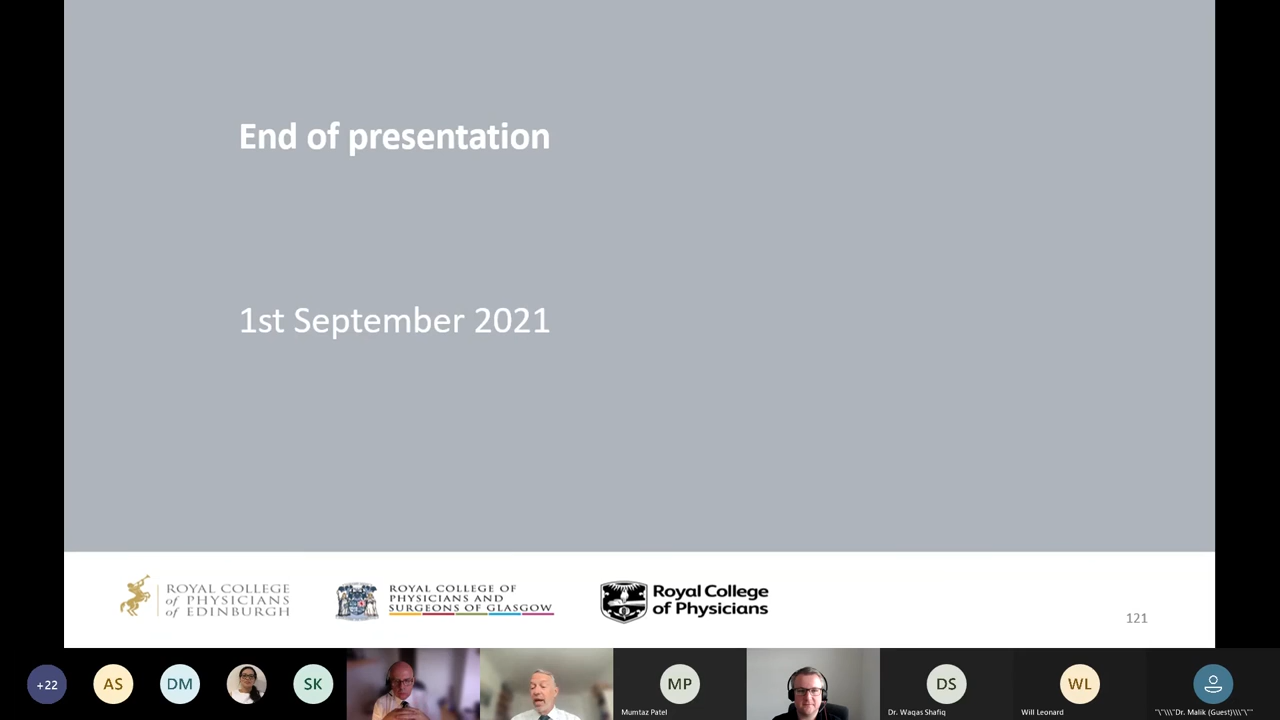 End of presentation
1st September 2021
ROYAL COLLEGE
of PHYSICIANS
of EDINBURGH
ROYAL COLLEGE OF
PHYSICIANS AND
SURGEONS OF GLASGOW
Royal College
of Physicians
121
+22
AS
DM
SK
MP
Mumtaz Patel
DS
Dr. Waqas Shafiq
WL
Will Leonard
"\"\\\"Dr. Malik (Guest)\\\"\""